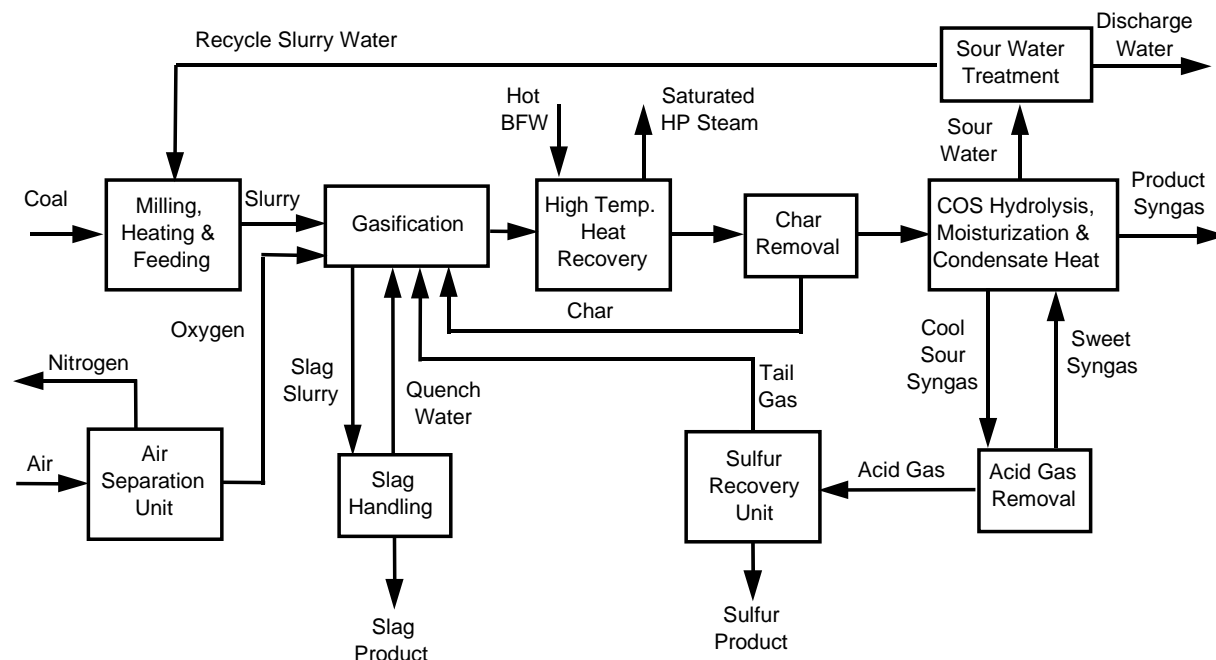 Recycle Slurry Water
Sour Water
Treatment
Discharge
Water
Hot
BFW
Saturated
HP Steam
Sour
Water
Coal
Milling,
Heating &
Feeding
Slurry
Gasification
High Temp.
Heat
Recovery
Char
Removal
COS Hydrolysis,
Moisturization &
Condensate Heat
Product
Syngas
Char
Oxygen
Nitrogen
Slag
Slurry
Quench
Water
Tail
Gas
Cool
Sour
Syngas
Sweet
Syngas
Air
Air
Separation
Unit
Slag
Handling
Sulfur
Recovery
Unit
Acid Gas
Acid Gas
Removal
Slag
Product
Sulfur
Product